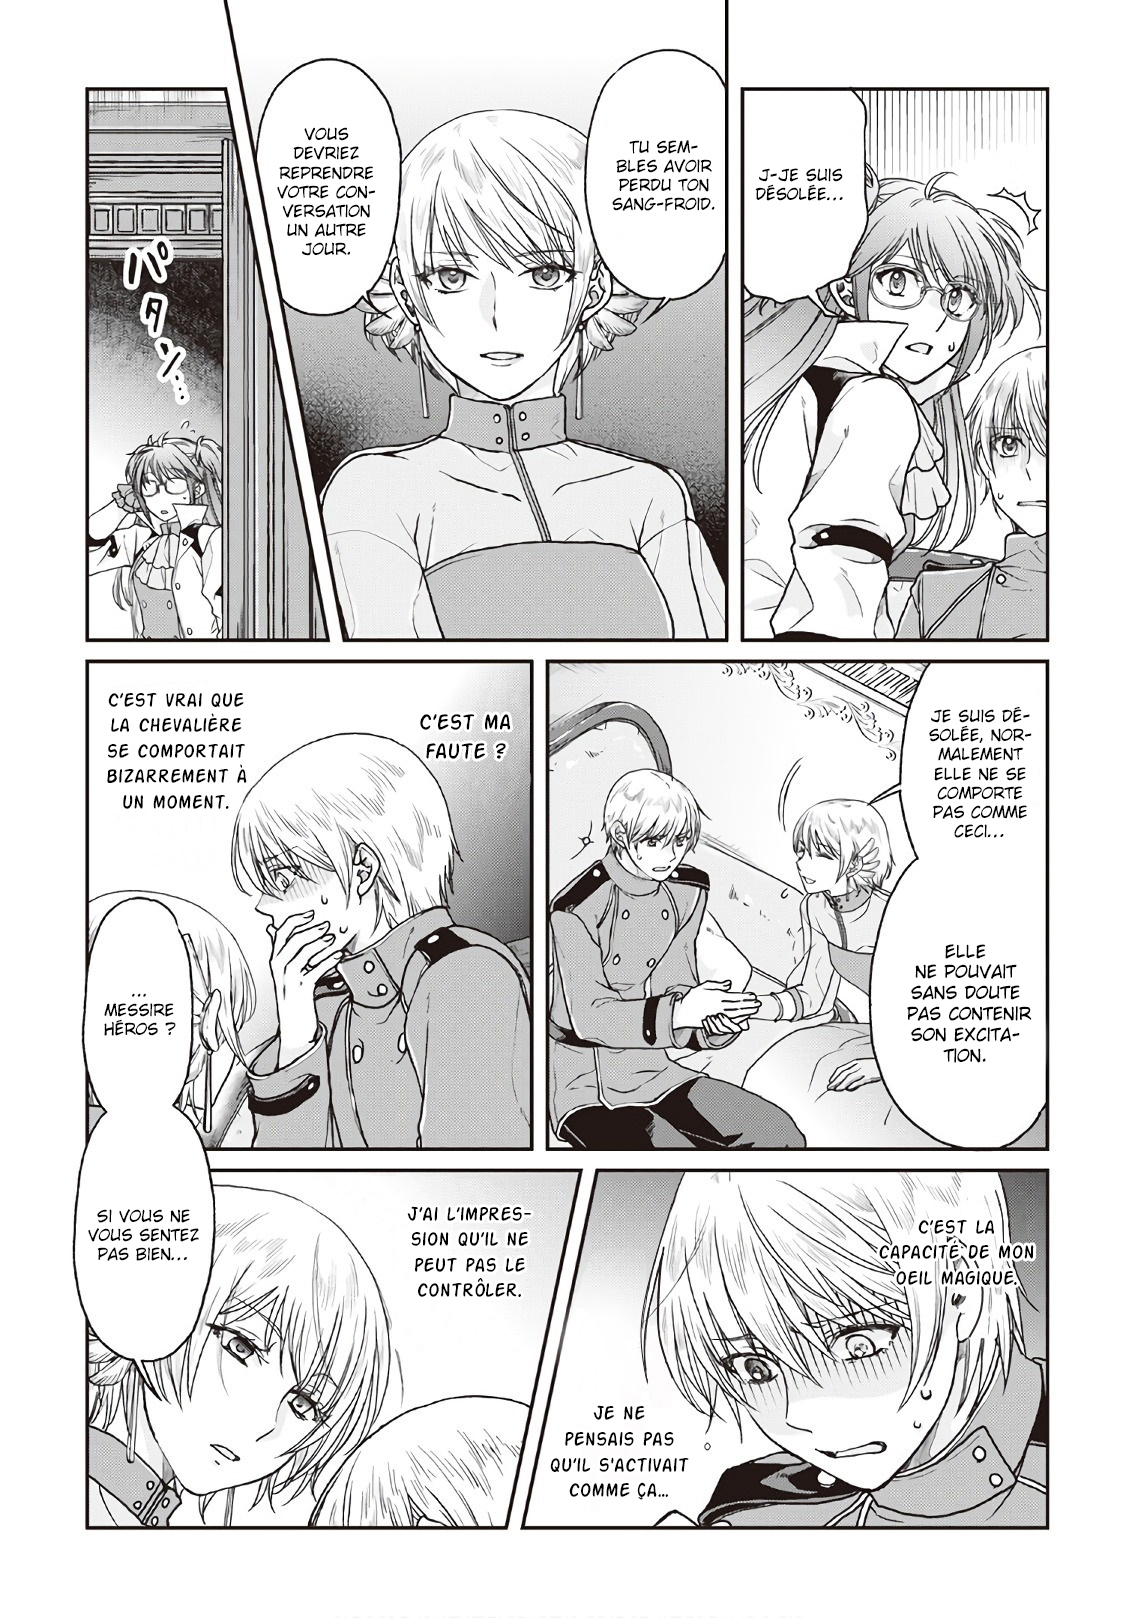 J-JE SUIS
DÉSOLÉE...
TU SEM-
BLES AVOIR
PERDU TON
SANG-FROID.
VOUS
DEVRIEZ
REPRENDRE
VOTRE CON-
VERSATION
UN AUTRE
JOUR.
パタン…
JE SUIS DÉ-
SOLÉE, NOR-
MALEMENT
ELLE NE SE
COMPORTE
PAS COMME
CECI...
ELLE
NE POUVAIT
SANS DOUTE
PAS CONTENIR
SON EXCITA-
TION.
C'EST MA
FAUTE ?
C'EST VRAI QUE
LA CHEVALIÈRE
SE COMPORTAIT
BIZARREMENT À
UN MOMENT.
...
MESSIRE
HÉROS ?
C'EST LA
CAPACITÉ DE MON
OEIL MAGIQUE.
JE NE
PENSAIS PAS
QU'IL S'ACTIVAIT
COMME ÇA...
J'AI L'IMPRES-
SION QU'IL NE
PEUT PAS LE
CONTRÔLER.
SI VOUS NE
VOUS SENTEZ
PAS BIEN...